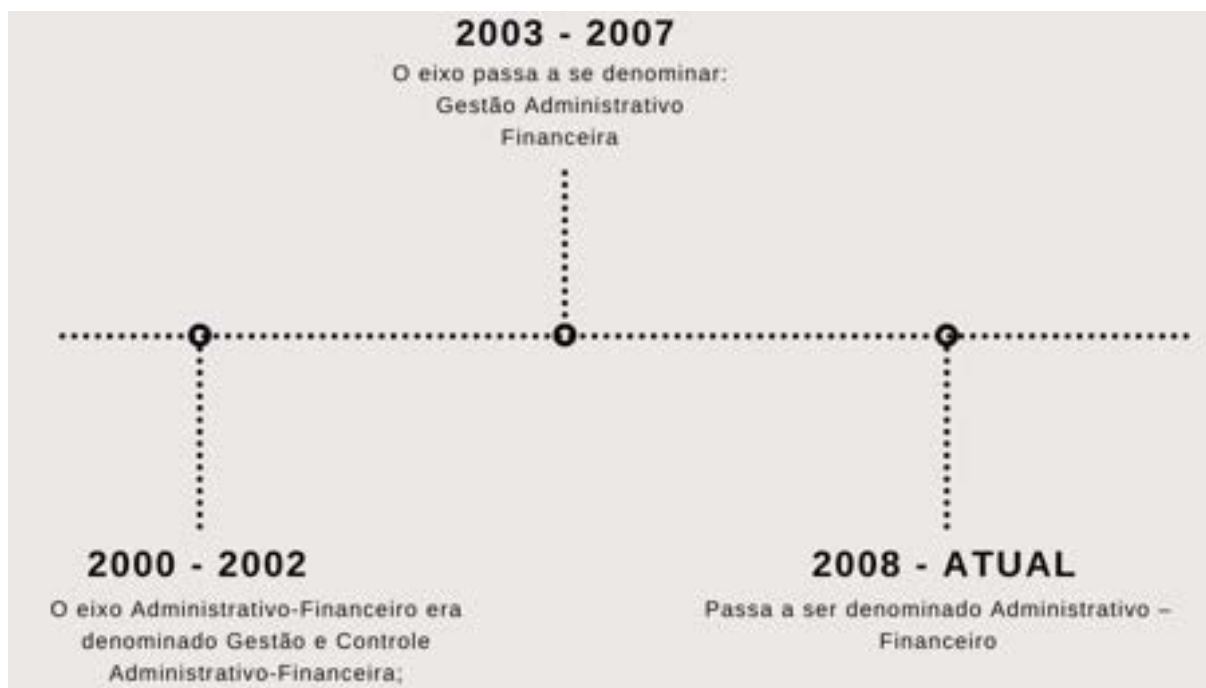 2003 - 2007
O eixo passa a se denominar:
Gestão Administrativo
Financeira
2000 - 2002
O eixo Administrativo-Financeiro era
denominado Gestão e Controle
Administrativo-Financeira;
2008 - ATUAL
Passa a ser denominado Administrativo –
Financeiro